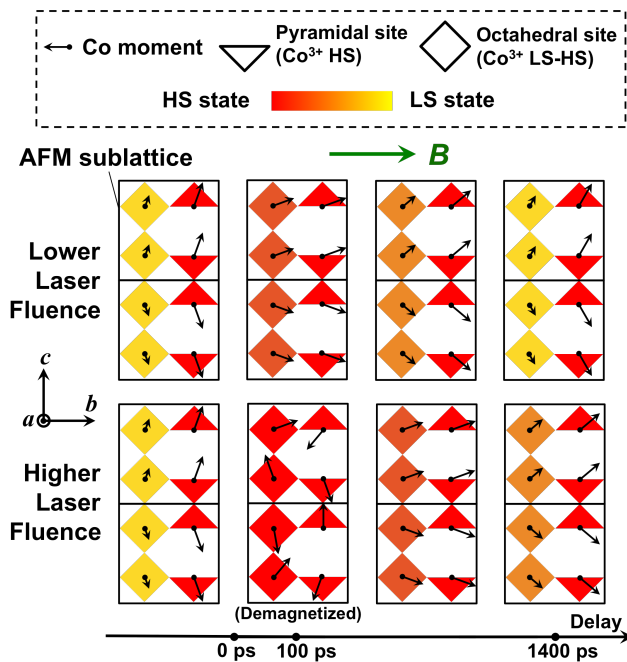 Co moment
Pyramidal site
(Co³⁺ HS)
Octahedral site
(Co³⁺ LS-HS)
HS state
LS state
AFM sublattice
B
Lower
Laser
Fluence
c
a
b
Higher
Laser
Fluence
(Demagnetized)
Delay
0 ps
100 ps
1400 ps